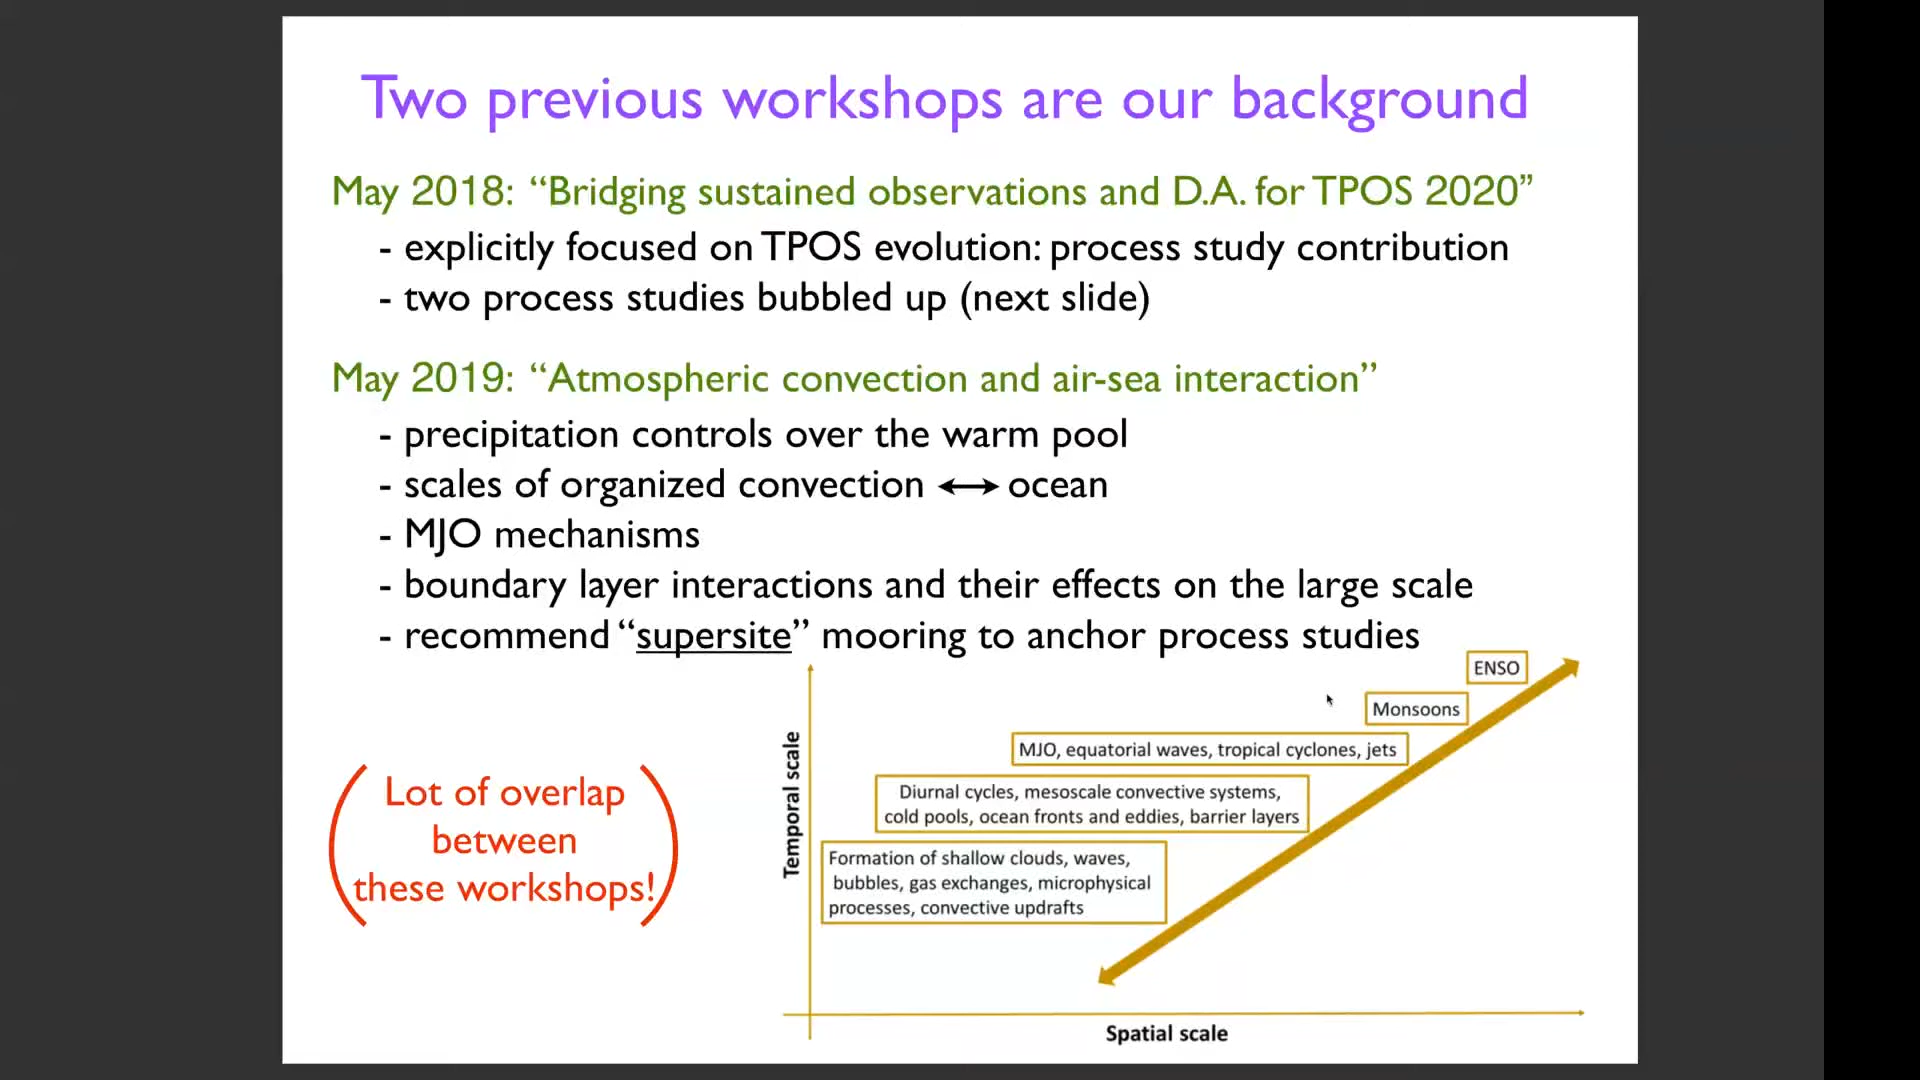 Two previous workshops are our background
May 2018: “Bridging sustained observations and D.A. for TPOS 2020”
- explicitly focused on TPOS evolution: process study contribution
- two process studies bubbled up (next slide)
May 2019: “Atmospheric convection and air-sea interaction”
- precipitation controls over the warm pool
- scales of organized convection ⟷ ocean
- MJO mechanisms
- boundary layer interactions and their effects on the large scale
- recommend “supersite” mooring to anchor process studies
Lot of overlap
between
these workshops!
Temporal scale
ENSO
Monsoons
MJO, equatorial waves, tropical cyclones, jets
Diurnal cycles, mesoscale convective systems,
cold pools, ocean fronts and eddies, barrier layers
Formation of shallow clouds, waves,
bubbles, gas exchanges, microphysical
processes, convective updrafts
Spatial scale